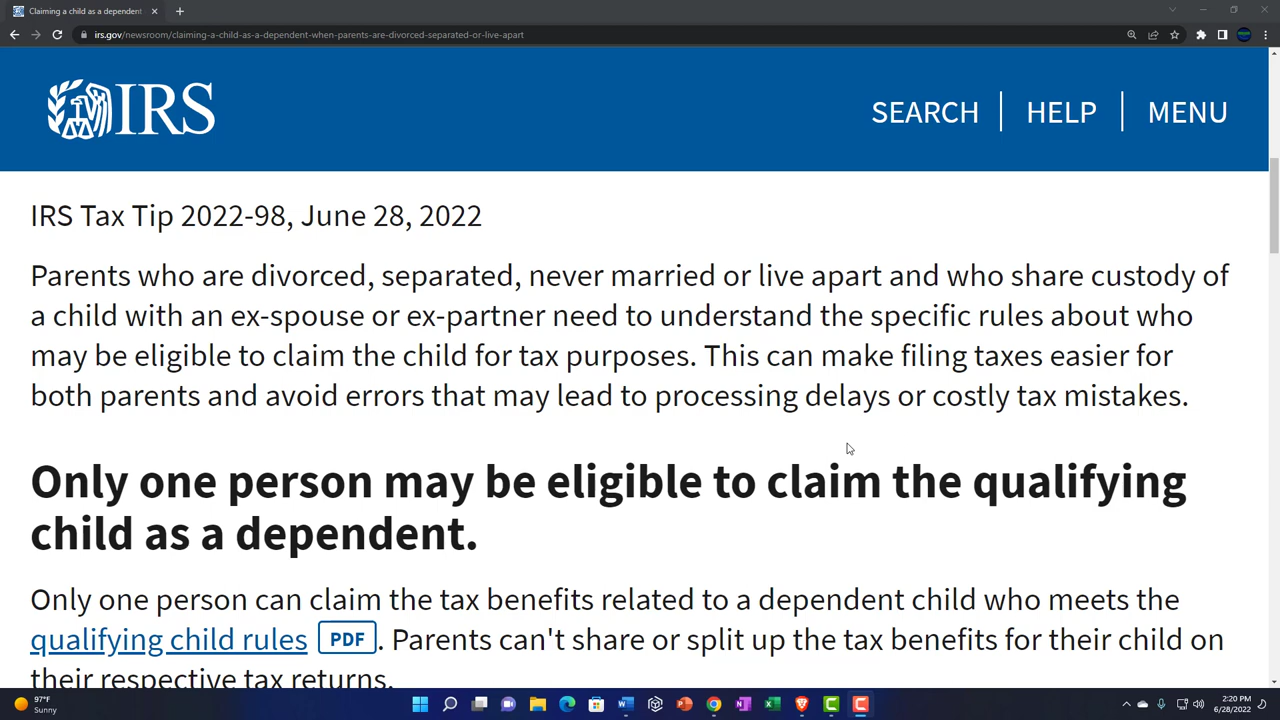 Claiming a child as a dependent
irs.gov/newsroom/claiming-a-child-as-a-dependent-when-parents-are-divorced-separated-or-live-apart
IRS
SEARCH
HELP
MENU
IRS Tax Tip 2022-98, June 28, 2022
Parents who are divorced, separated, never married or live apart and who share custody of
a child with an ex-spouse or ex-partner need to understand the specific rules about who
may be eligible to claim the child for tax purposes. This can make filing taxes easier for
both parents and avoid errors that may lead to processing delays or costly tax mistakes.
Only one person may be eligible to claim the qualifying
child as a dependent.
Only one person can claim the tax benefits related to a dependent child who meets the
qualifying child rules PDF. Parents can't share or split up the tax benefits for their child on
their respective tax returns.
97°F
Sunny
2:20 PM
6/28/2022